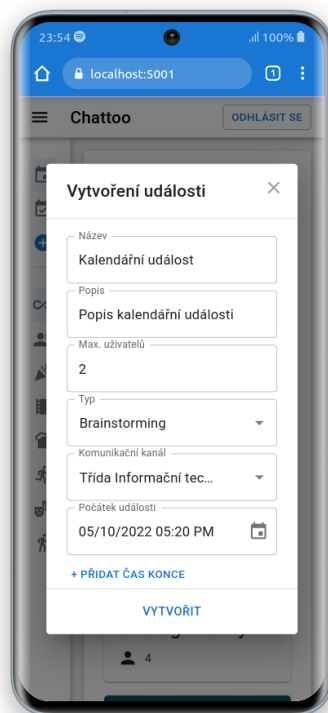 23:54
100%
localhost:5001
1
Chattoo
ODHLÁSIT SE
Vytvoření události
Název
Kalendářní událost
Popis
Popis kalendářní události
Max. uživatelů
2
Typ
Brainstorming
Komunikační kanál
Třída Informační tec...
Počátek události
05/10/2022 05:20 PM
+ PŘIDAT ČAS KONCE
VYTVOŘIT
4